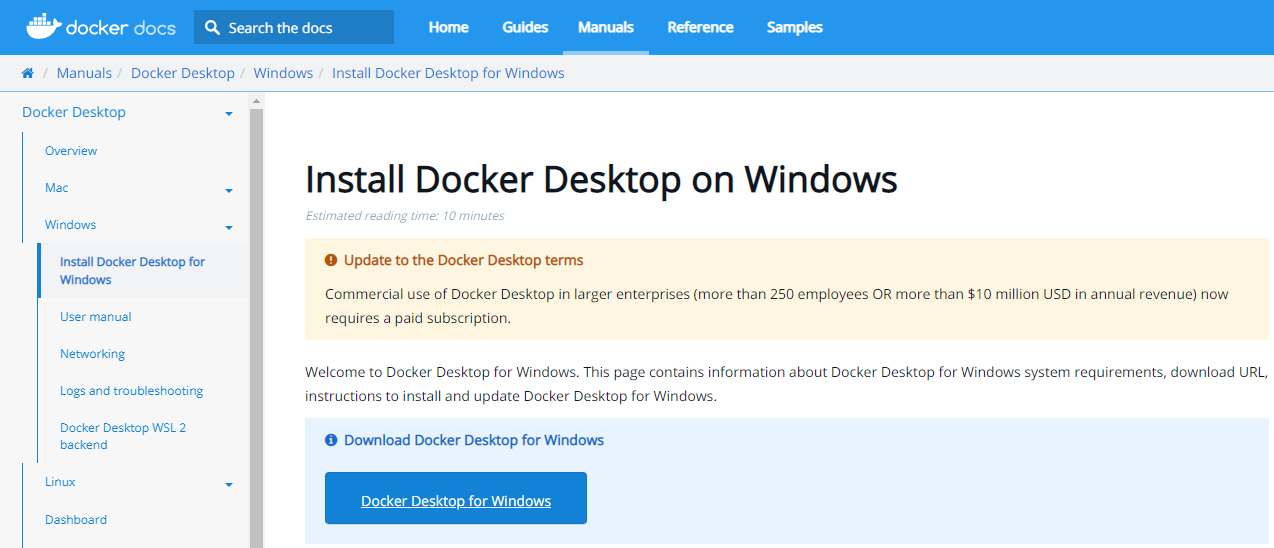 docker docs
Search the docs
Home
Guides
Manuals
Reference
Samples
/ Manuals / Docker Desktop / Windows / Install Docker Desktop for Windows
Docker Desktop
Overview
Mac
Windows
Install Docker Desktop for
Windows
User manual
Networking
Logs and troubleshooting
Docker Desktop WSL 2
backend
Linux
Dashboard
Install Docker Desktop on Windows
Estimated reading time: 10 minutes
Update to the Docker Desktop terms
Commercial use of Docker Desktop in larger enterprises (more than 250 employees OR more than $10 million USD in annual revenue) now
requires a paid subscription.
Welcome to Docker Desktop for Windows. This page contains information about Docker Desktop for Windows system requirements, download URL,
instructions to install and update Docker Desktop for Windows.
Download Docker Desktop for Windows
Docker Desktop for Windows